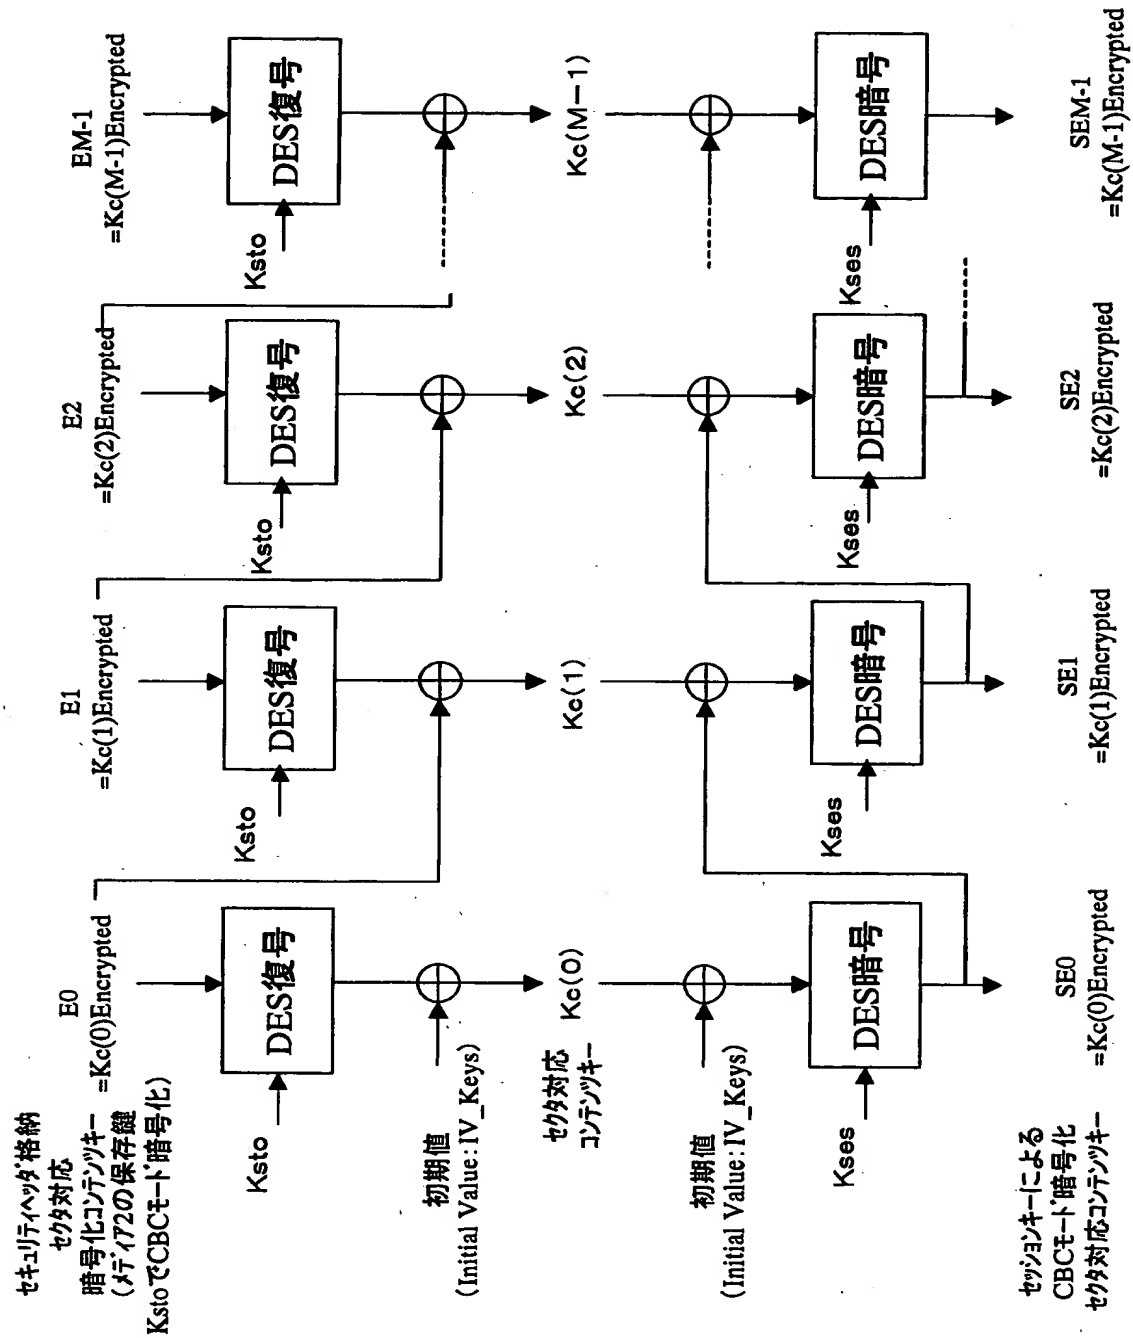 セキュリティヘッダ格納
セクタ対応
暗号化コンテンツキー
(メディア2の保存鍵
KstoでCBCモード暗号化)
E0
=Kc(0)Encrypted
E1
=Kc(1)Encrypted
E2
=Kc(2)Encrypted
EM-1
=Kc(M-1)Encrypted
Ksto
DES復号
Ksto
DES復号
Ksto
DES復号
Ksto
DES復号
初期値
(Initial Value:IV_Keys)
セクタ対応
コンテンツキー
Kc(0)
Kc(1)
Kc(2)
Kc(M-1)
初期値
(Initial Value:IV_Keys)
Kses
DES暗号
Kses
DES暗号
Kses
DES暗号
Kses
DES暗号
セッションキーによる
CBCモード暗号化
セクタ対応コンテンツキー
SE0
=Kc(0)Encrypted
SE1
=Kc(1)Encrypted
SE2
=Kc(2)Encrypted
SEM-1
=Kc(M-1)Encrypted